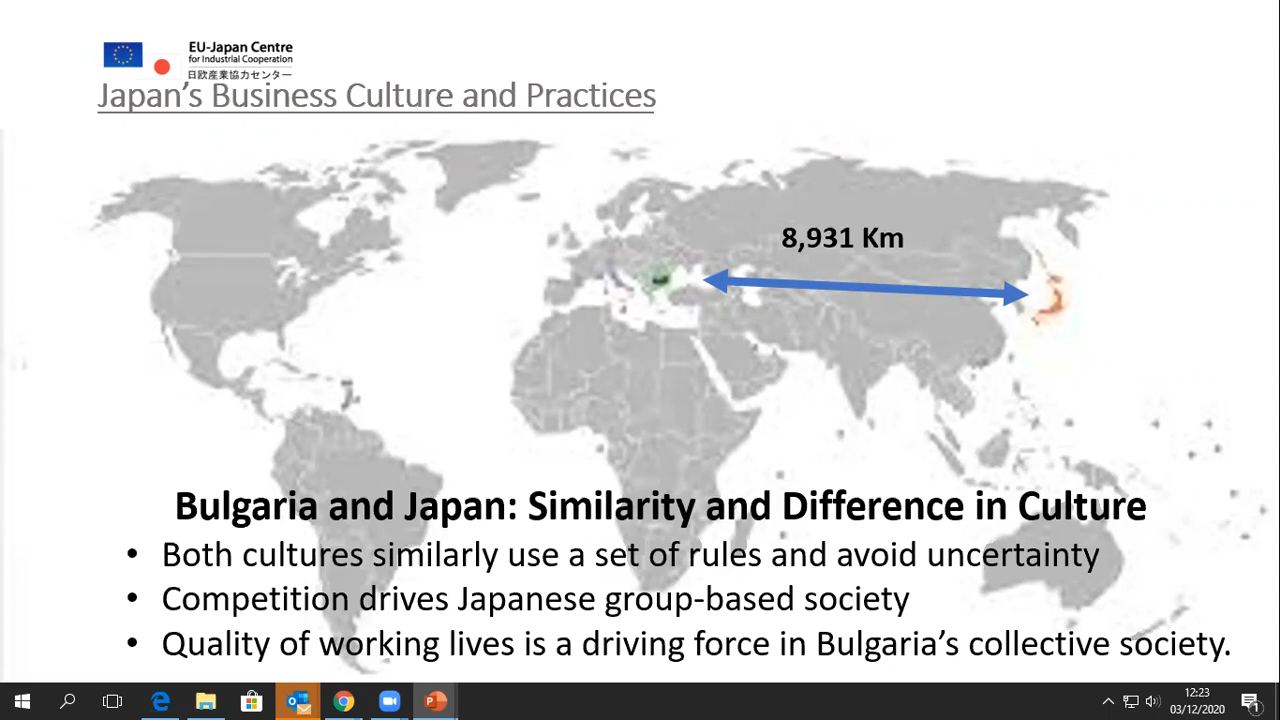 EU-Japan Centre
for Industrial Cooperation
日欧産業協力センター
Japan's Business Culture and Practices
8,931 Km
Bulgaria and Japan: Similarity and Difference in Culture
• Both cultures similarly use a set of rules and avoid uncertainty
• Competition drives Japanese group-based society
• Quality of working lives is a driving force in Bulgaria's collective society.
12:23
03/12/2020
1